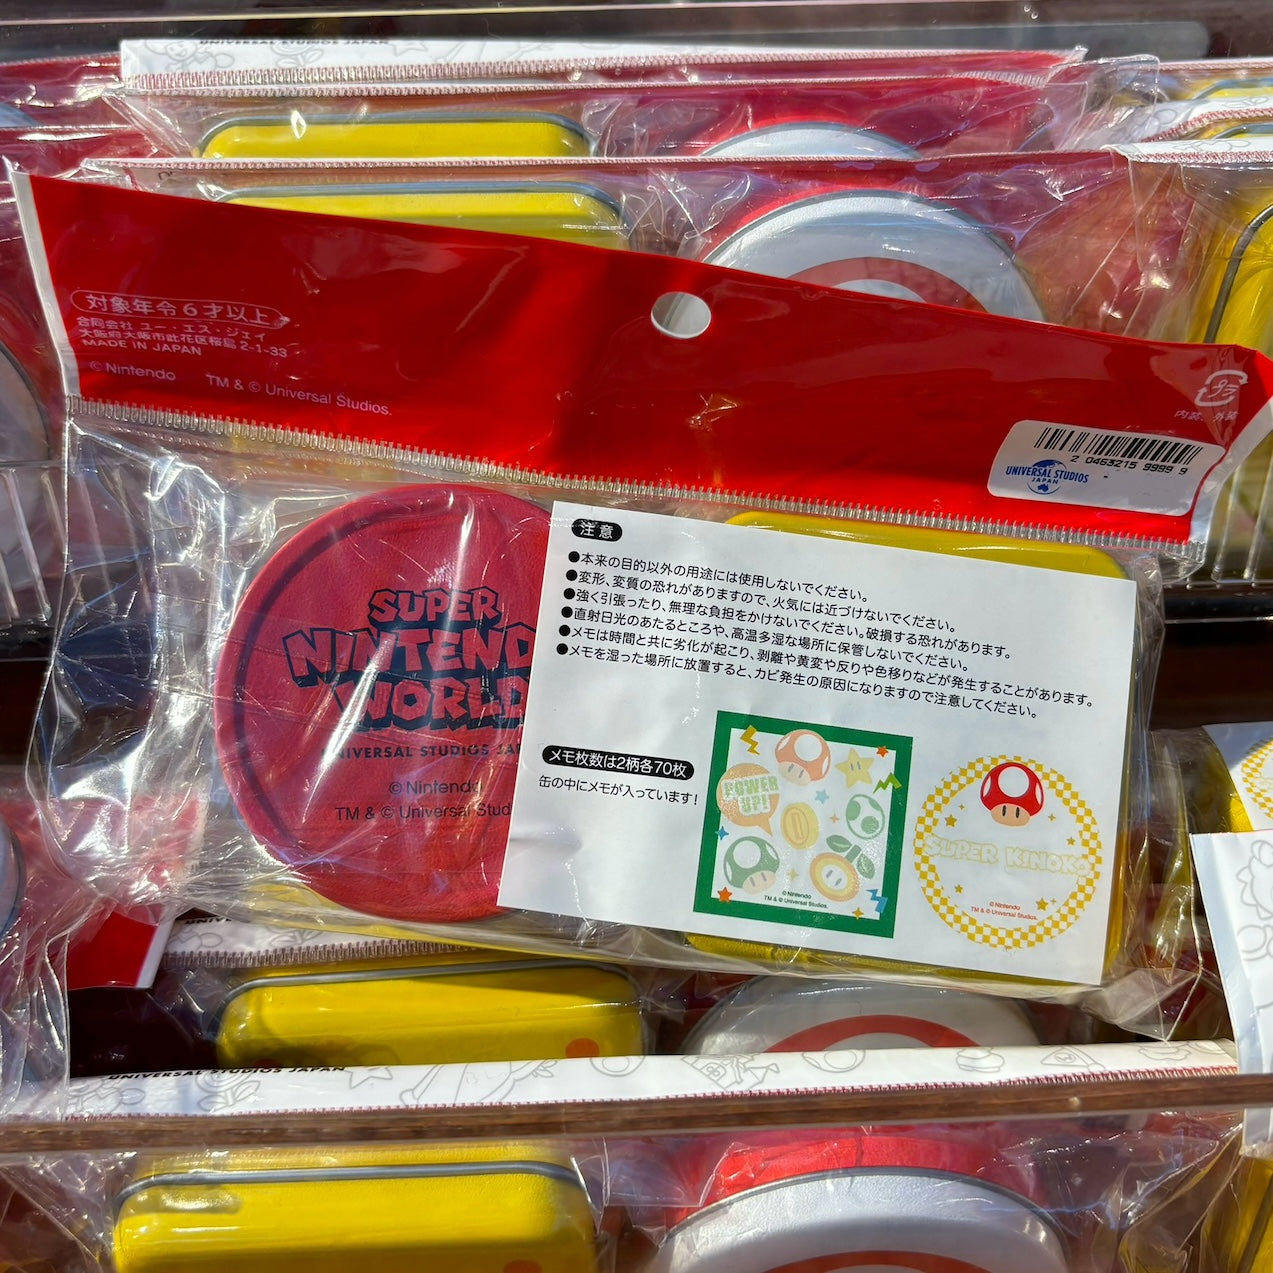 UNIVERSAL STUDIOS JAPAN
対象年令6才以上
合同会社 ユー・エス・ジェイ
大阪府大阪市此花区桜島2-1-33
MADE IN JAPAN
© Nintendo TM & © Universal Studios.
内袋、外装
2 0463215 9999 9
UNIVERSAL STUDIOS
JAPAN
注意
●本来の目的以外の用途には使用しないでください。
●変形、変質の恐れがありますので、火気には近づけないでください。
●強く引張ったり、無理な負担をかけないでください。破損する恐れがあります。
●直射日光のあたるところや、高温多湿な場所に保管しないでください。
●メモは時間と共に劣化が起こり、剥離や黄変や反りや色移りなどが発生することがあります。
●メモを湿った場所に放置すると、カビ発生の原因になりますので注意してください。
メモ枚数は2柄各70枚
缶の中にメモが入っています!
POWER
UP!
© Nintendo
TM & © Universal Studios.
SUPER KINOKO
© Nintendo
TM & © Universal Studios.
SUPER
NINTENDO
WORLD
UNIVERSAL STUDIOS JAP
© Nintendo
TM & © Universal Stud
UNIVERSAL STUDIOS JAPAN